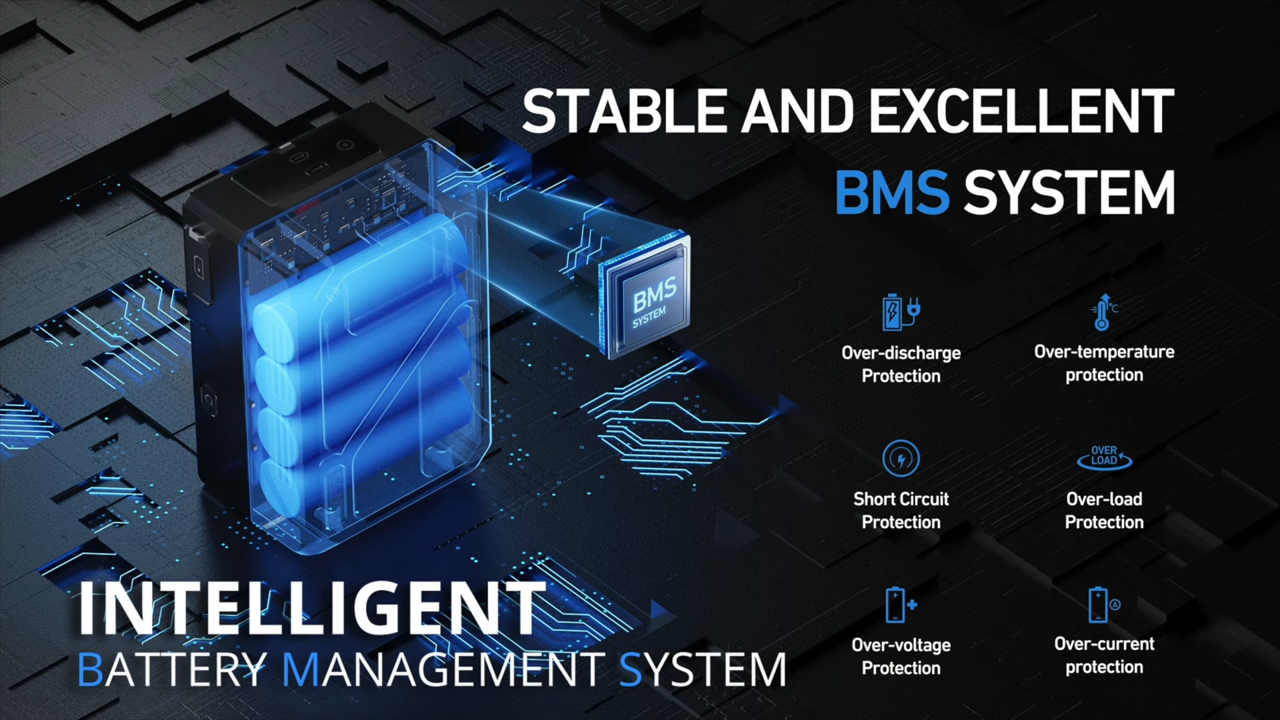 STABLE AND EXCELLENT
BMS SYSTEM
BMS
SYSTEM
Over-discharge
Protection
Over-temperature
protection
°C
Short Circuit
Protection
OVER
LOAD
Over-load
Protection
Over-voltage
Protection
A
Over-current
protection
INTELLIGENT
BATTERY MANAGEMENT SYSTEM